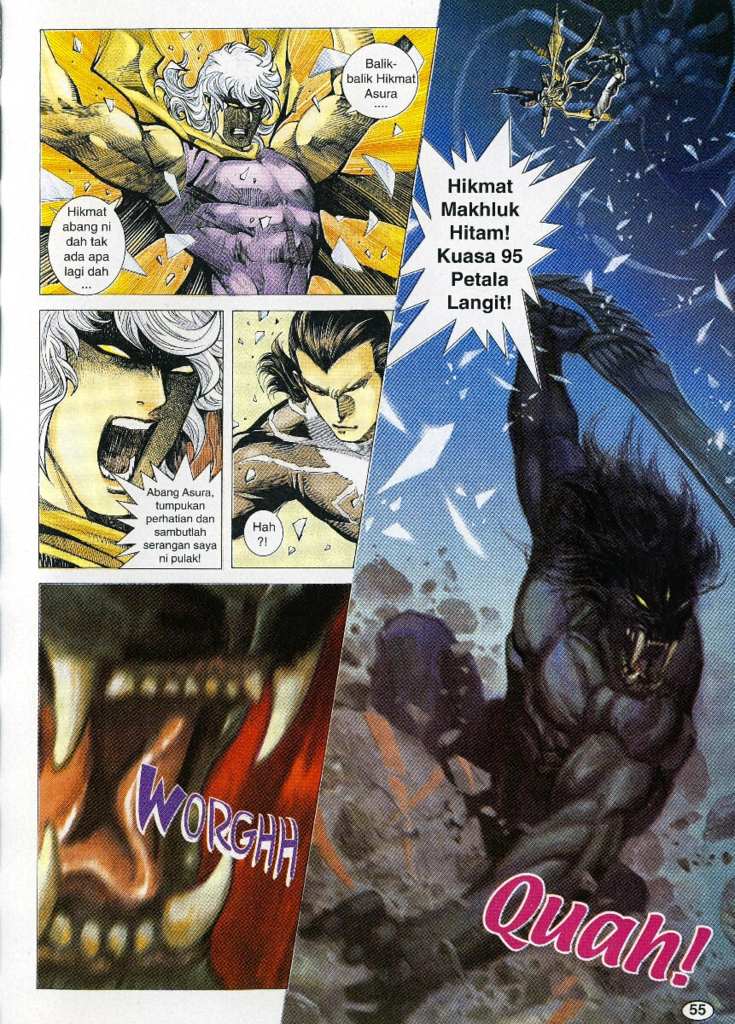 Balik-
balik Hikmat
Asura
....
Hikmat
abang ni
dah tak
ada apa
lagi dah
...
Abang Asura,
tumpukan
perhatian dan
sambutlah
serangan saya
ni pulak!
Hah
?!
Hikmat
Makhluk
Hitam!
Kuasa 95
Petala
Langit!
WORGHH
Quah!
55